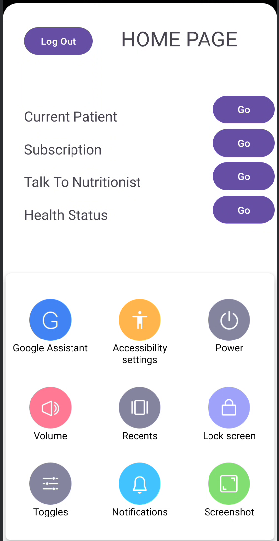 Log Out
HOME PAGE
Current Patient
Go
Subscription
Go
Talk To Nutritionist
Go
Health Status
Go
G
Google Assistant
Accessibility
settings
Power
Volume
Recents
Lock screen
Toggles
Notifications
Screenshot